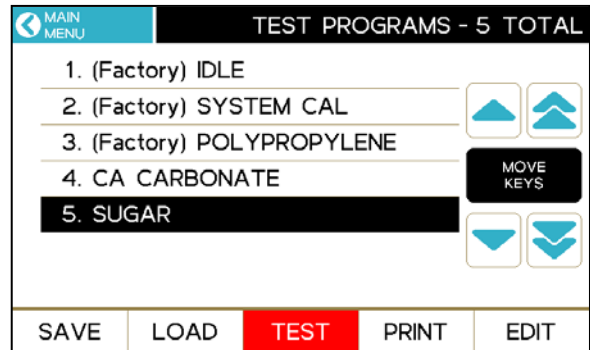 MAIN
MENU
TEST PROGRAMS - 5 TOTAL
1. (Factory) IDLE
2. (Factory) SYSTEM CAL
3. (Factory) POLYPROPYLENE
4. CA CARBONATE
5. SUGAR
MOVE
KEYS
SAVE LOAD TEST PRINT EDIT